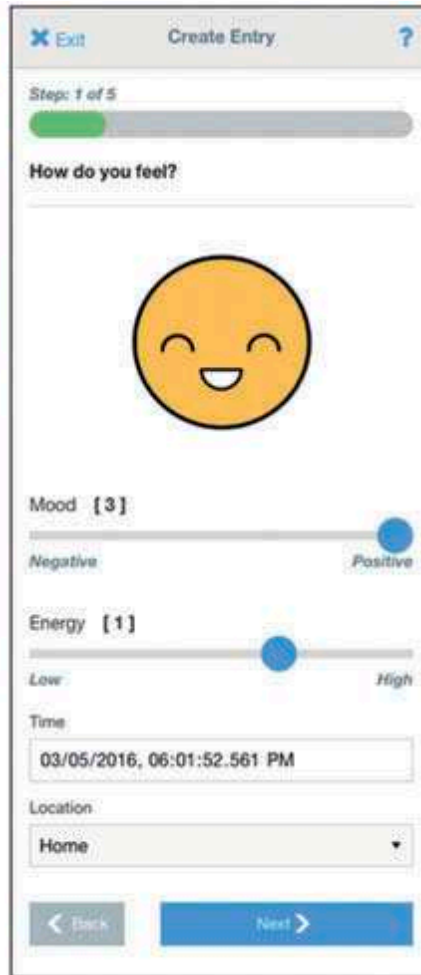 Exit Create Entry ?
Step: 1 of 5
How do you feel?
Mood [ 3 ]
Negative Positive
Energy [ 1 ]
Low High
Time
03/05/2016, 06:01:52.561 PM
Location
Home
Back Next